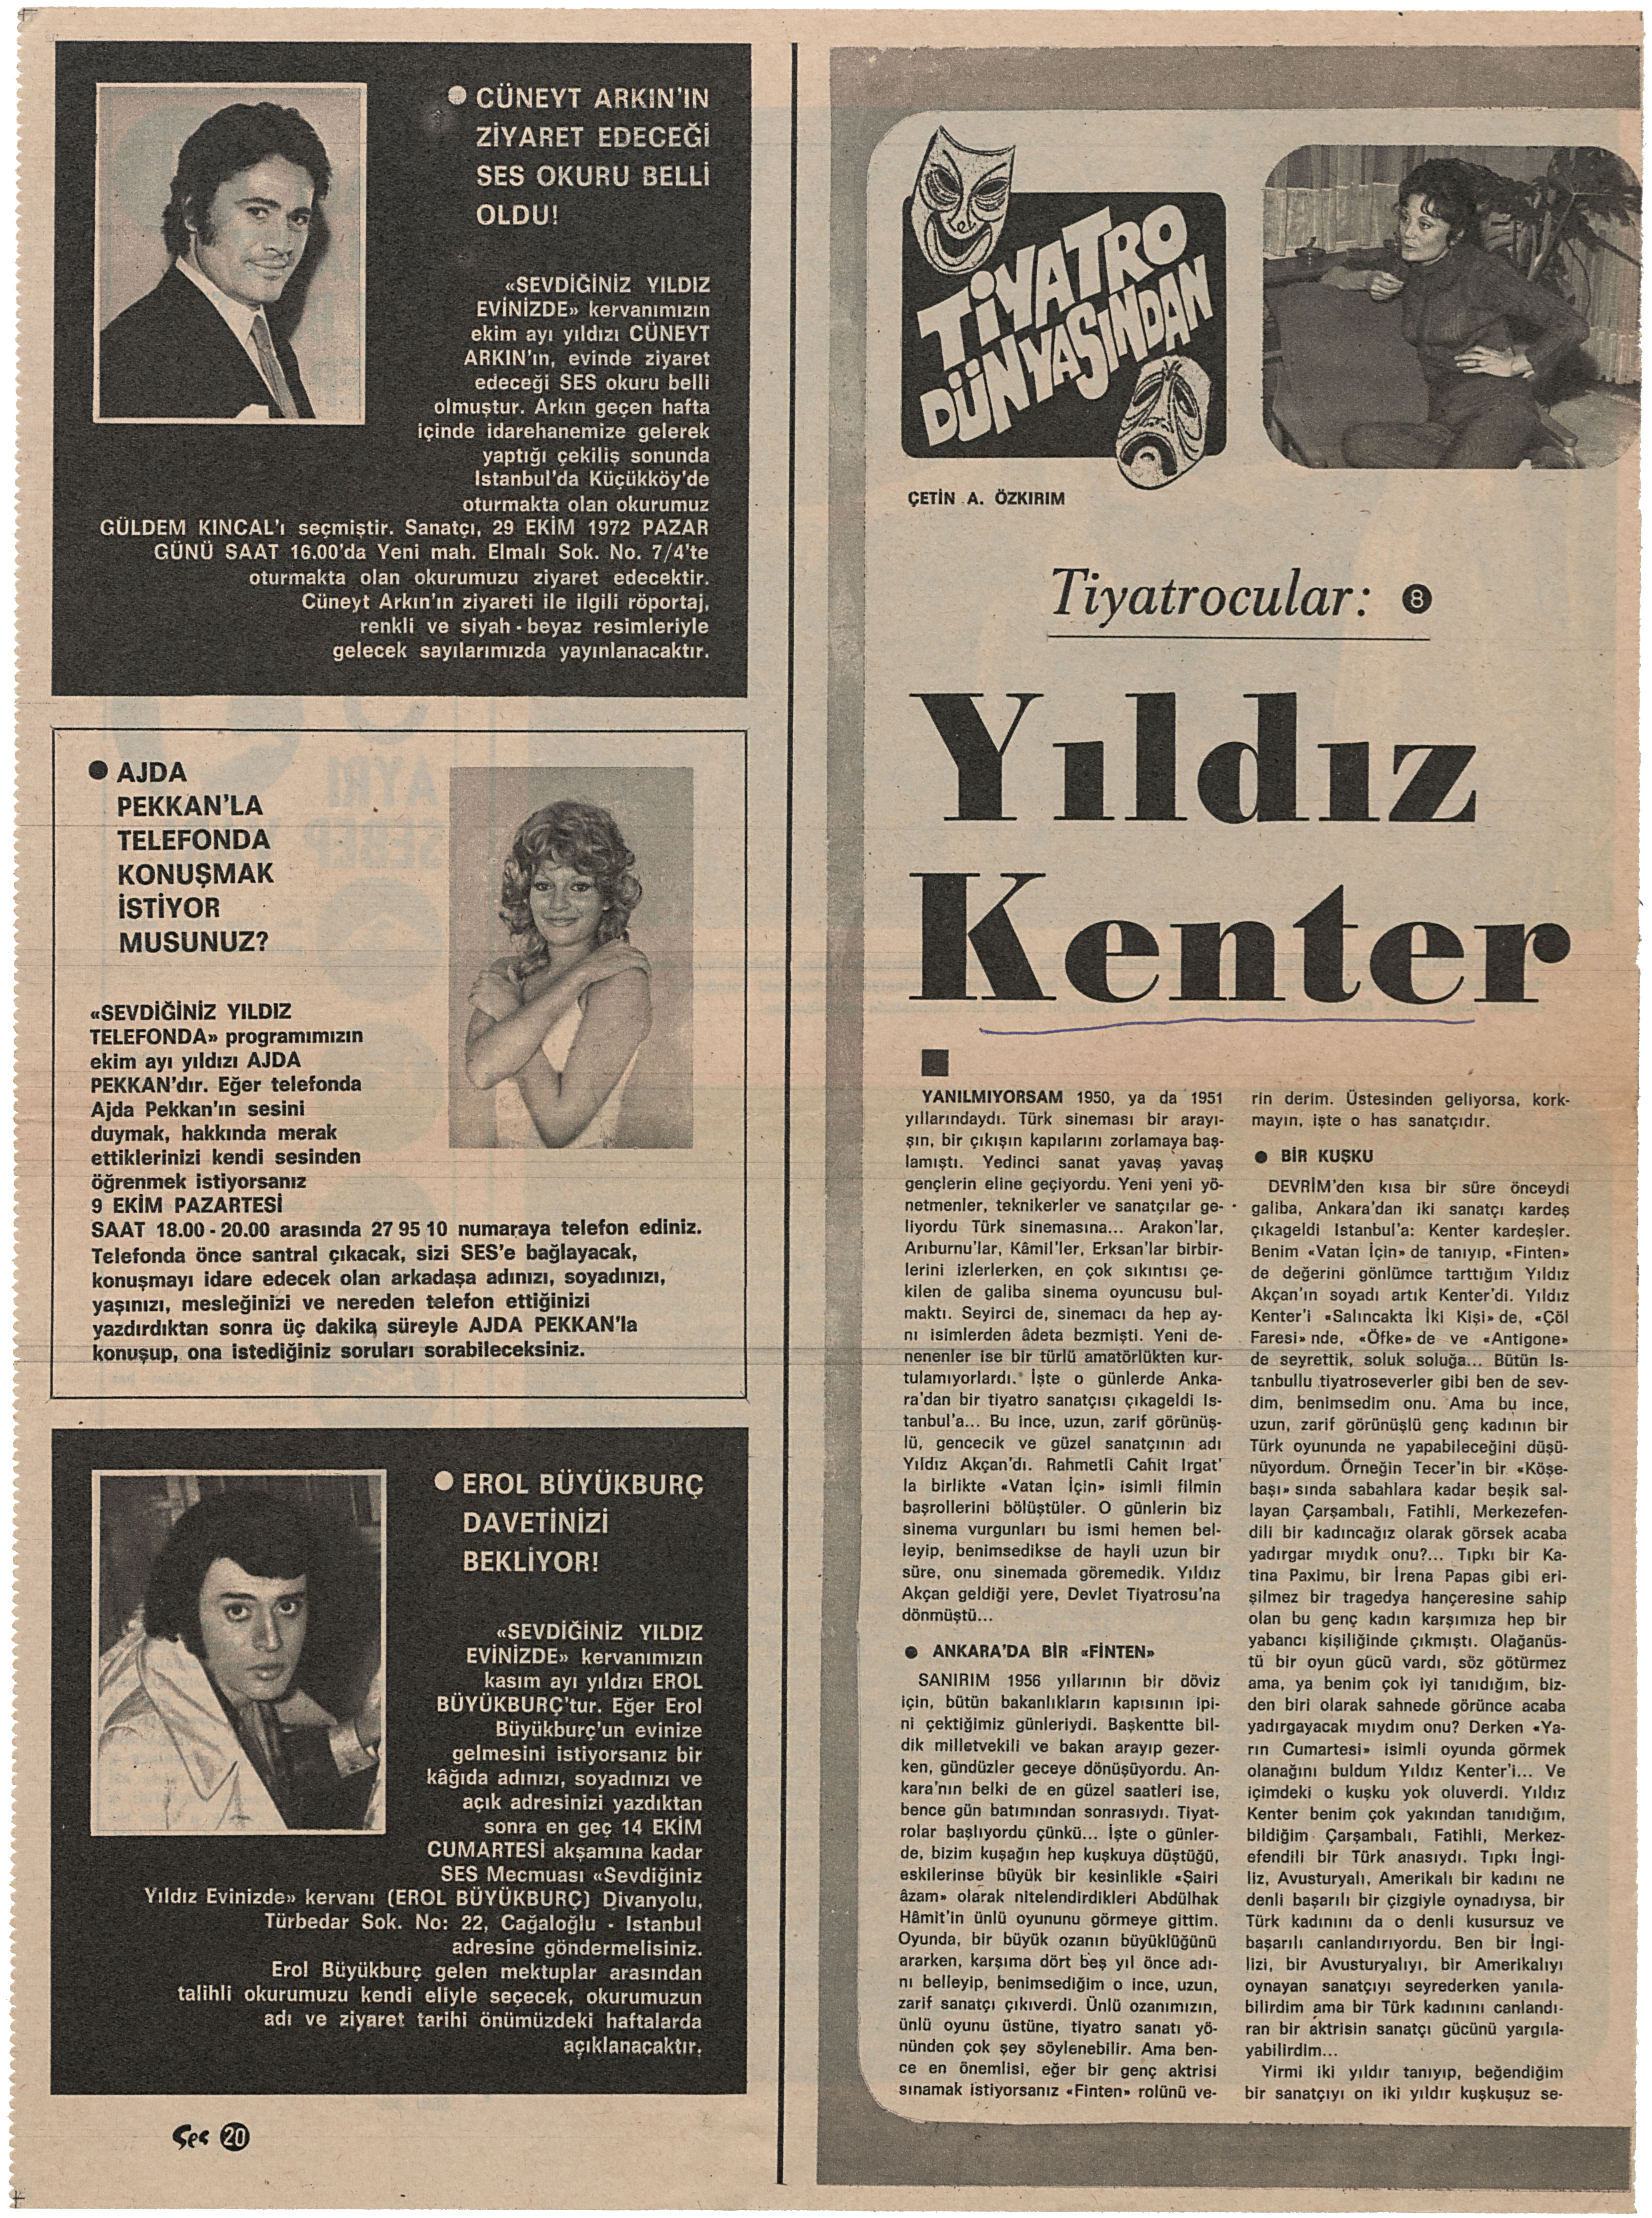 ● CÜNEYT ARKIN'IN
ZİYARET EDECEĞİ
SES OKURU BELLİ
OLDU!
«SEVDİĞİNİZ YILDIZ
EVİNİZDE» kervanımızın
ekim ayı yıldızı CÜNEYT
ARKIN'ın, evinde ziyaret
edeceği SES okuru belli
olmuştur. Arkın geçen hafta
içinde idarehanemize gelerek
yaptığı çekiliş sonunda
Istanbul'da Küçükköy'de
oturmakta olan okurumuz
GÜLDEM KINCAL'ı seçmiştir. Sanatçı, 29 EKİM 1972 PAZAR
GÜNÜ SAAT 16.00'da Yeni mah. Elmalı Sok. No. 7/4'te
oturmakta olan okurumuzu ziyaret edecektir.
Cüneyt Arkın'ın ziyareti ile ilgili röportaj,
renkli ve siyah - beyaz resimleriyle
gelecek sayılarımızda yayınlanacaktır.
● AJDA
PEKKAN'LA
TELEFONDA
KONUŞMAK
İSTİYOR
MUSUNUZ?
«SEVDİĞİNİZ YILDIZ
TELEFONDA» programımızın
ekim ayı yıldızı AJDA
PEKKAN'dır. Eğer telefonda
Ajda Pekkan'ın sesini
duymak, hakkında merak
ettiklerinizi kendi sesinden
öğrenmek istiyorsanız
9 EKİM PAZARTESİ
SAAT 18.00 - 20.00 arasında 27 95 10 numaraya telefon ediniz.
Telefonda önce santral çıkacak, sizi SES'e bağlayacak,
konuşmayı idare edecek olan arkadaşa adınızı, soyadınızı,
yaşınızı, mesleğinizi ve nereden telefon ettiğinizi
yazdırdıktan sonra üç dakika süreyle AJDA PEKKAN'la
konuşup, ona istediğiniz soruları sorabileceksiniz.
● EROL BÜYÜKBURÇ
DAVETİNİZİ
BEKLİYOR!
«SEVDİĞİNİZ YILDIZ
EVİNİZDE» kervanımızın
kasım ayı yıldızı EROL
BÜYÜKBURÇ'tur. Eğer Erol
Büyükburç'un evinize
gelmesini istiyorsanız bir
kâğıda adınızı, soyadınızı ve
açık adresinizi yazdıktan
sonra en geç 14 EKİM
CUMARTESİ akşamına kadar
SES Mecmuası «Sevdiğiniz
Yıldız Evinizde» kervanı (EROL BÜYÜKBURÇ) Divanyolu,
Türbedar Sok. No: 22, Cağaloğlu - Istanbul
adresine göndermelisiniz.
Erol Büyükburç gelen mektuplar arasından
talihli okurumuzu kendi eliyle seçecek, okurumuzun
adı ve ziyaret tarihi önümüzdeki haftalarda
açıklanacaktır.
Ses 20
TİYATRO
DÜNYASINDAN
ÇETİN A. ÖZKIRIM
Tiyatrocular: 8
Yıldız
Kenter
YANILMIYORSAM 1950, ya da 1951
yıllarındaydı. Türk sineması bir arayı-
şın, bir çıkışın kapılarını zorlamaya baş-
lamıştı. Yedinci sanat yavaş yavaş
gençlerin eline geçiyordu. Yeni yeni yö-
netmenler, teknikerler ve sanatçılar ge-
liyordu Türk sinemasına... Arakon'lar,
Arıburnu'lar, Kâmil'ler, Erksan'lar birbir-
lerini izlerlerken, en çok sıkıntısı çe-
kilen de galiba sinema oyuncusu bul-
maktı. Seyirci de, sinemacı da hep ay-
nı isimlerden âdeta bezmişti. Yeni de-
nenenler ise bir türlü amatörlükten kur-
tulamıyorlardı. İşte o günlerde Anka-
ra'dan bir tiyatro sanatçısı çıkageldi Is-
tanbul'a... Bu ince, uzun, zarif görünüş-
lü, gencecik ve güzel sanatçının adı
Yıldız Akçan'dı. Rahmetli Cahit Irgat'
la birlikte «Vatan İçin» isimli filmin
başrollerini bölüştüler. O günlerin biz
sinema vurgunları bu ismi hemen bel-
leyip, benimsedikse de hayli uzun bir
süre, onu sinemada göremedik. Yıldız
Akçan geldiği yere, Devlet Tiyatrosu'na
dönmüştü...
● ANKARA'DA BİR «FİNTEN»
SANIRIM 1956 yıllarının bir döviz
için, bütün bakanlıkların kapısının ipi-
ni çektiğimiz günleriydi. Başkentte bil-
dik milletvekili ve bakan arayıp gezer-
ken, gündüzler geceye dönüşüyordu. An-
kara'nın belki de en güzel saatleri ise,
bence gün batımından sonrasıydı. Tiyat-
rolar başlıyordu çünkü... İşte o günler-
de, bizim kuşağın hep kuşkuya düştüğü,
eskilerinse büyük bir kesinlikle «Şairi
âzam» olarak nitelendirdikleri Abdülhak
Hâmit'in ünlü oyununu görmeye gittim.
Oyunda, bir büyük ozanın büyüklüğünü
ararken, karşıma dört beş yıl önce adı-
nı belleyip, benimsediğim o ince, uzun,
zarif sanatçı çıkıverdi. Ünlü ozanımızın,
ünlü oyunu üstüne, tiyatro sanatı yö-
nünden çok şey söylenebilir. Ama ben-
ce en önemlisi, eğer bir genç aktrisi
sınamak istiyorsanız «Finten» rolünü ve-
rin derim. Üstesinden geliyorsa, kork-
mayın, işte o has sanatçıdır.
● BİR KUŞKU
DEVRİM'den kısa bir süre önceydi
galiba, Ankara'dan iki sanatçı kardeş
çıkageldi Istanbul'a: Kenter kardeşler.
Benim «Vatan İçin» de tanıyıp, «Finten»
de değerini gönlümce tarttığım Yıldız
Akçan'ın soyadı artık Kenter'di. Yıldız
Kenter'i «Salıncakta İki Kişi» de, «Çöl
Faresi» nde, «Öfke» de ve «Antigone»
de seyrettik, soluk soluğa... Bütün Is-
tanbullu tiyatroseverler gibi ben de sev-
dim, benimsedim onu. Ama bu ince,
uzun, zarif görünüşlü genç kadının bir
Türk oyununda ne yapabileceğini düşü-
nüyordum. Örneğin Tecer'in bir «Köşe-
başı» sında sabahlara kadar beşik sal-
layan Çarşambalı, Fatihli, Merkezefen-
dili bir kadıncağız olarak görsek acaba
yadırgar mıydık onu?... Tıpkı bir Ka-
tina Paximu, bir İrena Papas gibi eri-
şilmez bir tragedya hançeresine sahip
olan bu genç kadın karşımıza hep bir
yabancı kişiliğinde çıkmıştı. Olağanüs-
tü bir oyun gücü vardı, söz götürmez
ama, ya benim çok iyi tanıdığım, biz-
den biri olarak sahnede görünce acaba
yadırgayacak mıydım onu? Derken «Ya-
rın Cumartesi» isimli oyunda görmek
olanağını buldum Yıldız Kenter'i... Ve
içimdeki o kuşku yok oluverdi. Yıldız
Kenter benim çok yakından tanıdığım,
bildiğim Çarşambalı, Fatihli, Merkez-
efendili bir Türk anasıydı. Tıpkı İngi-
liz, Avusturyalı, Amerikalı bir kadını ne
denli başarılı bir çizgiyle oynadıysa, bir
Türk kadınını da o denli kusursuz ve
başarılı canlandırıyordu. Ben bir İngi-
lizi, bir Avusturyalıyı, bir Amerikalıyı
oynayan sanatçıyı seyrederken yanıla-
bilirdim ama bir Türk kadınını canlandı-
ran bir aktrisin sanatçı gücünü yargıla-
yabilirdim...
Yirmi iki yıldır tanıyıp, beğendiğim
bir sanatçıyı on iki yıldır kuşkuşuz se-